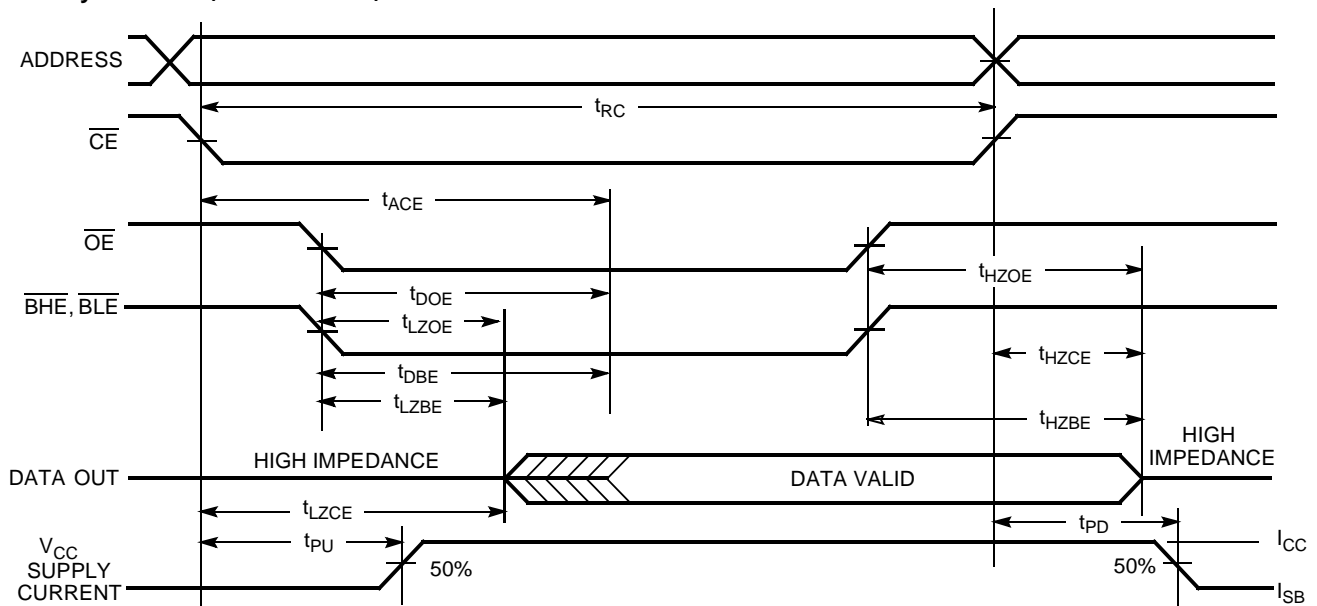 ADDRESS
tRC
CE
tACE
OE
tHZOE
tDOE
BHE, BLE
tLZOE
tHZCE
tDBE
tLZBE
tHZBE
HIGH IMPEDANCE
HIGH
IMPEDANCE
DATA OUT
DATA VALID
tLZCE
tPD
tPU
VCC
SUPPLY
CURRENT
50%
50%
ICC
ISB